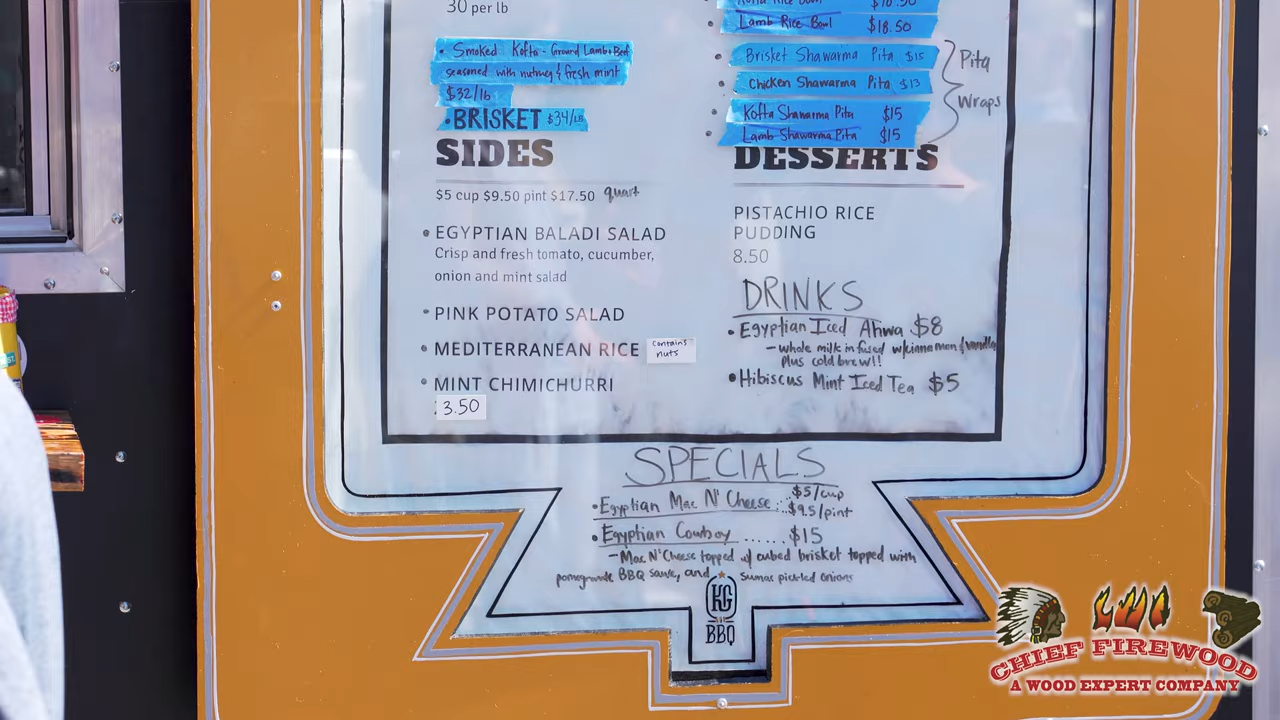 30 per lb
• Smoked Kofta - Ground Lamb & Beef
seasoned with nutmeg & fresh mint
$32/lb
• BRISKET $34/LB
SIDES
$5 cup $9.50 pint $17.50 quart
• EGYPTIAN BALADI SALAD
Crisp and fresh tomato, cucumber,
onion and mint salad
• PINK POTATO SALAD
• MEDITERRANEAN RICE contains nuts
• MINT CHIMICHURRI
3.50
Kofta Rice Bowl $18.50
• Lamb Rice Bowl $18.50
• Brisket Shawarma Pita $15
• Chicken Shawarma Pita $13
• Kofta Shawarma Pita $15
• Lamb Shawarma Pita $15
Pita
Wraps
DESSERTS
PISTACHIO RICE
PUDDING
8.50
DRINKS
• Egyptian Iced Ahwa $8
- whole milk infused w/cinnamon & vanilla
plus cold brew!!
• Hibiscus Mint Iced Tea $5
SPECIALS
• Egyptian Mac N' Cheese ... $5/cup
$9.5/pint
• Egyptian Cowboy ...... $15
- Mac N' Cheese topped w/ cubed brisket topped with
pomegranate BBQ sauce, and sumac pickled onions
KG
BBQ
CHIEF FIREWOOD
A WOOD EXPERT COMPANY